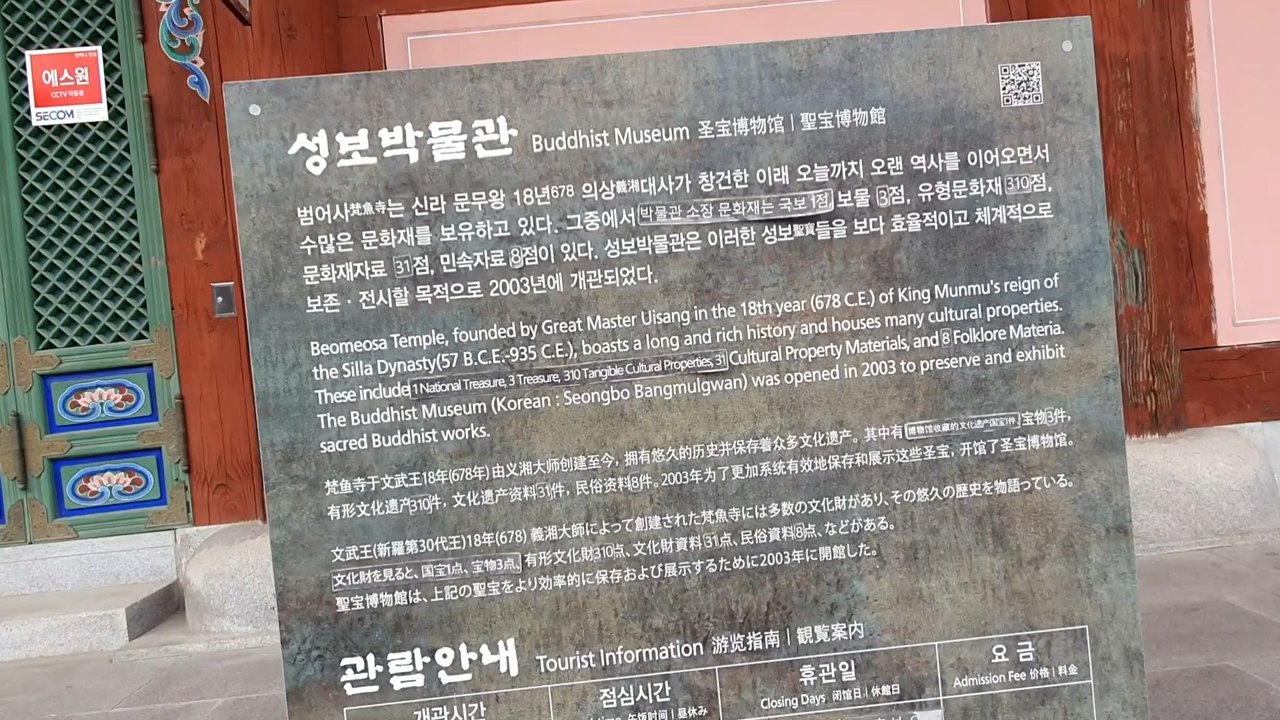 에스원
CCTV 작동중
SECOM
성보박물관 Buddhist Museum 圣宝博物馆 | 聖宝博物館
범어사梵魚寺는 신라 문무왕 18년678 의상義湘대사가 창건한 이래 오늘까지 오랜 역사를 이어오면서
수많은 문화재를 보유하고 있다. 그중에서 박물관 소장 문화재는 국보 1점, 보물 3점, 유형문화재 310점,
문화재자료 31점, 민속자료 8점이 있다. 성보박물관은 이러한 성보聖寶들을 보다 효율적이고 체계적으로
보존 · 전시할 목적으로 2003년에 개관되었다.
Beomeosa Temple, founded by Great Master Uisang in the 18th year (678 C.E.) of King Munmu's reign of
the Silla Dynasty(57 B.C.E.-935 C.E.), boasts a long and rich history and houses many cultural properties.
These include 1 National Treasure, 3 Treasure, 310 Tangible Cultural Properties, 31 Cultural Property Materials, and 8 Folklore Materia.
The Buddhist Museum (Korean : Seongbo Bangmulgwan) was opened in 2003 to preserve and exhibit
sacred Buddhist works.
梵鱼寺于文武王18年(678年) 由义湘大师创建至今, 拥有悠久的历史并保存着众多文化遗产。其中有 博物馆收藏的文化遗产国宝1件, 宝物3件,
有形文化遗产310件, 文化遗产资料31件, 民俗资料8件。2003年为了更加系统有效地保存和展示这些圣宝, 开馆了圣宝博物馆。
文武王(新羅第30代王)18年(678) 義湘大師によって創建された梵魚寺には多数の文化財があり、その悠久の歴史を物語っている。
文化財を見ると、国宝1点、宝物3点、有形文化財310点、文化財資料31点、民俗資料8点、などがある。
聖宝博物館は、上記の聖宝をより効率的に保存および展示するために2003年に開館した。
관람안내 Tourist Information 游览指南 | 観覧案内
개관시간 점심시간 휴관일 요 금
午饭时间 | 昼休み Closing Days 闭馆日 | 休館日 Admission Fee 价格 | 料金